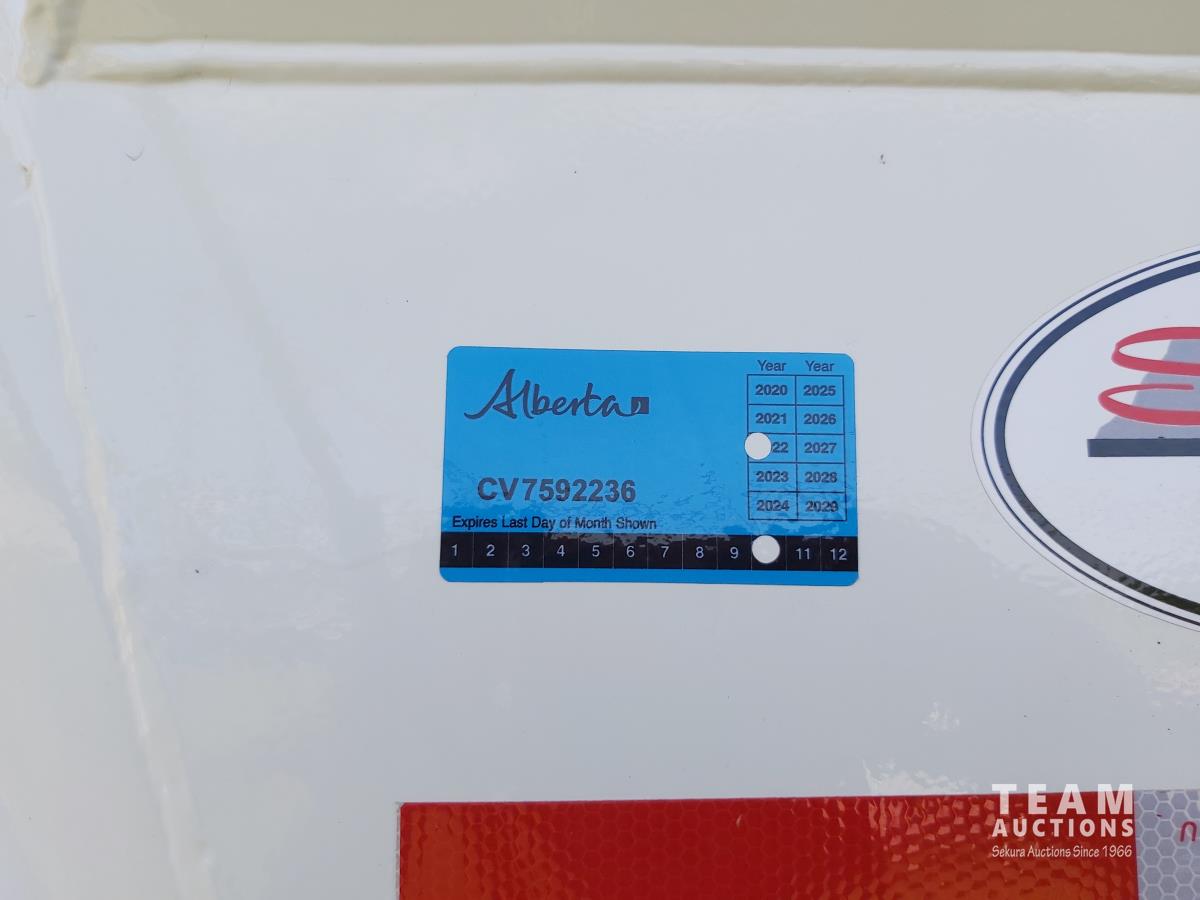 Alberta
Year Year
2020 2025
2021 2026
22 2027
2023 2028
2024 2029
CV7592236
Expires Last Day of Month Shown
1 2 3 4 5 6 7 8 9 11 12
S
TEAM
AUCTIONS
Sekura Auctions Since 1966